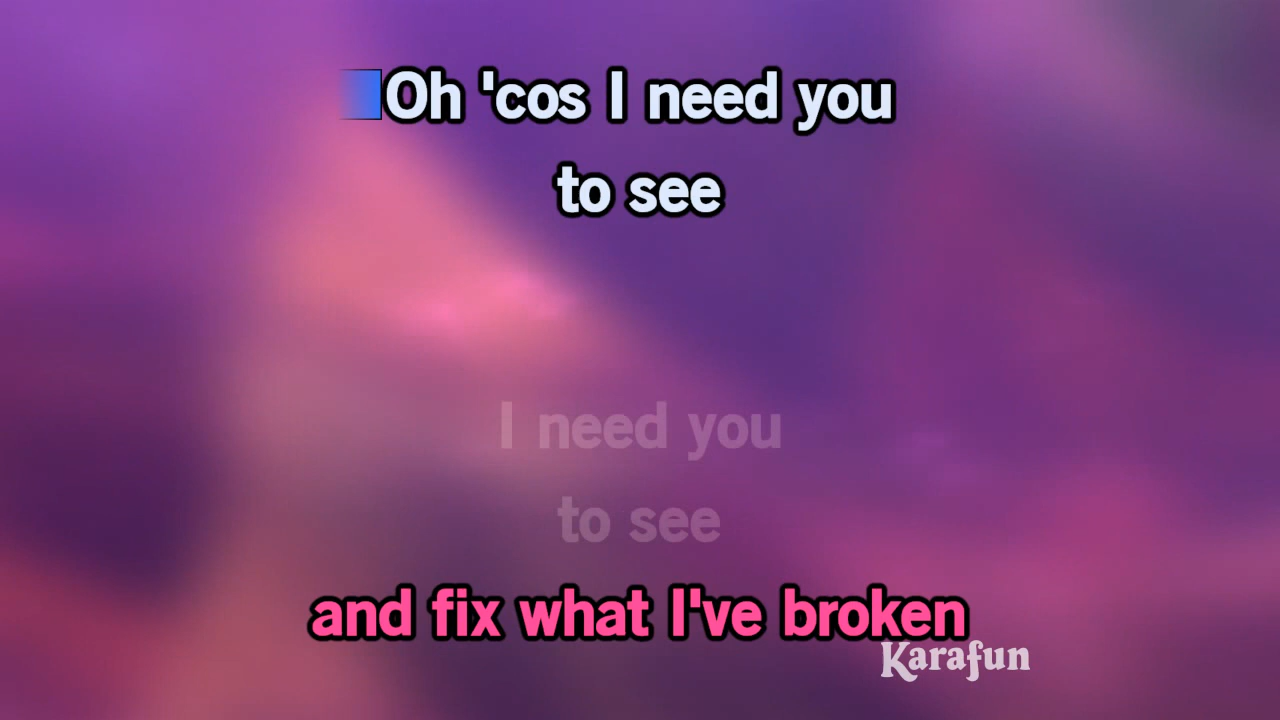 Oh 'cos I need you
to see
I need you
to see
and fix what I've broken
Karafun